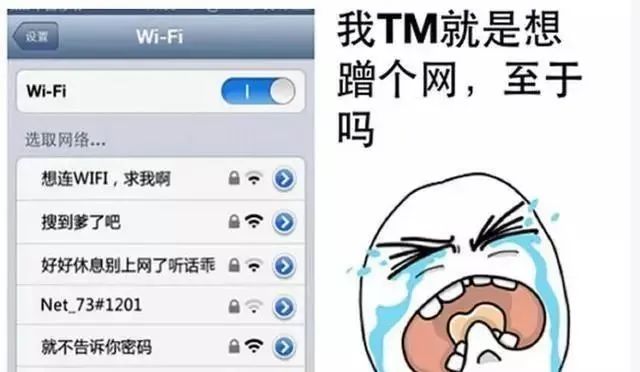 设置
Wi-Fi
Wi-Fi
选取网络...
想连WIFI，求我啊
搜到爹了吧
好好休息别上网了听话乖
Net_73#1201
就不告诉你密码
我TM就是想
蹭个网，至于
吗